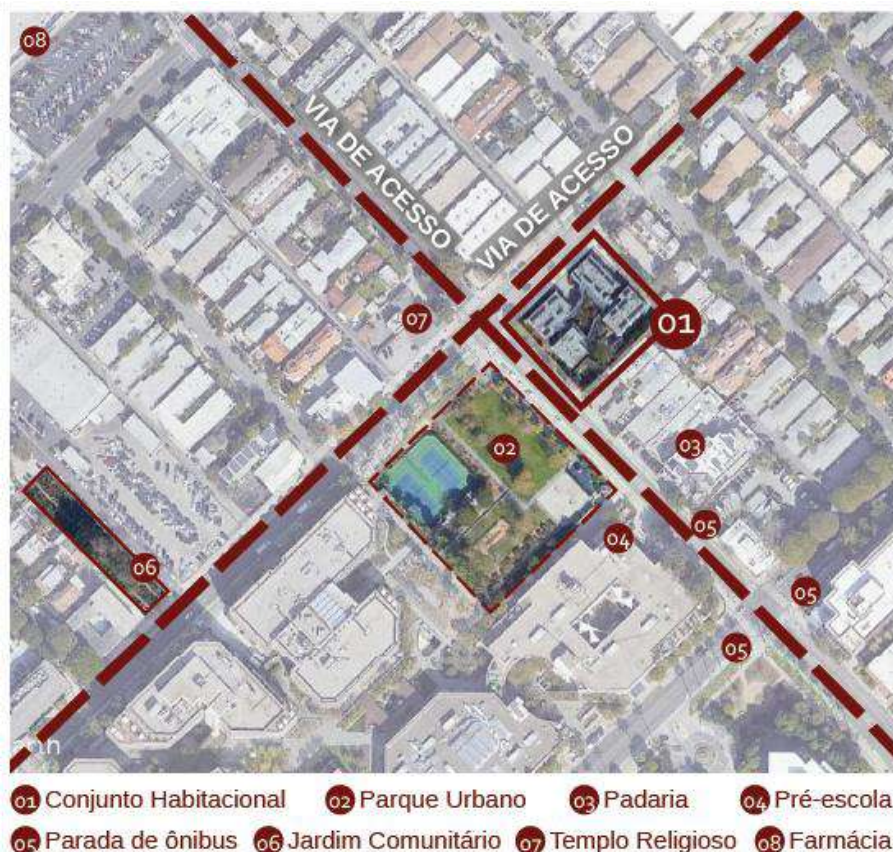 08
VIA DE ACESSO
VIA DE ACESSO
07
01
02
03
04
05
06
05
05
01 Conjunto Habitacional 02 Parque Urbano 03 Padaria 04 Pré-escola
05 Parada de ônibus 06 Jardim Comunitário 07 Templo Religioso 08 Farmácia